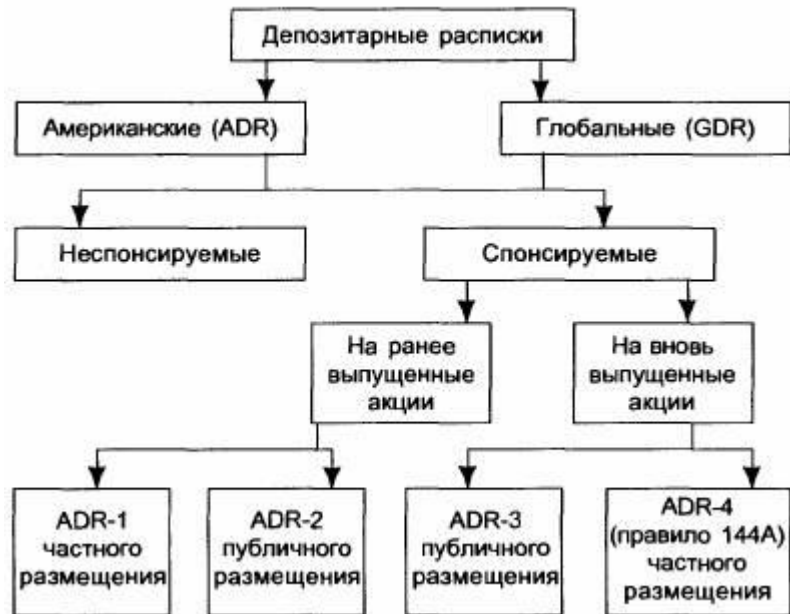 Депозитарные расписки
Американские (ADR)
Глобальные (GDR)
Неспонсируемые
Спонсируемые
На ранее
выпущенные
акции
На вновь
выпущенные
акции
ADR-1
частного
размещения
ADR-2
публичного
размещения
ADR-3
публичного
размещения
ADR-4
(правило 144А)
частного
размещения